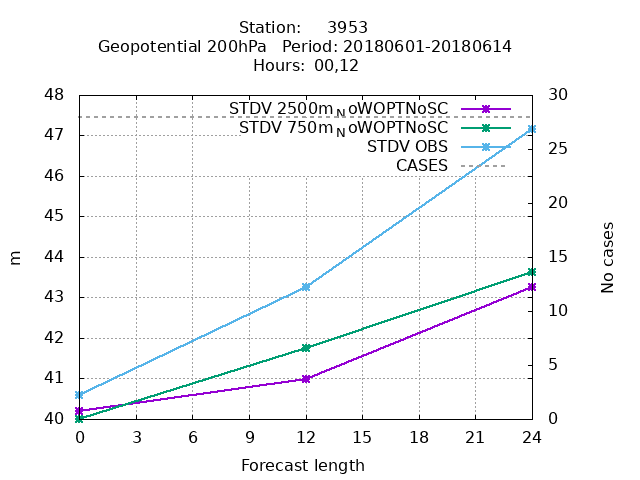 Station: 3953
Geopotential 200hPa Period: 20180601-20180614
Hours: 00,12
48 30
STDV 2500mNoWOPTNoSC
STDV 750mNoWOPTNoSC
47
STDV OBS
25
CASES
46
20
45
44 15
m
No cases
43
10
42
5
41
40 0
0 3 6 9 12 15 18 21 24
Forecast length